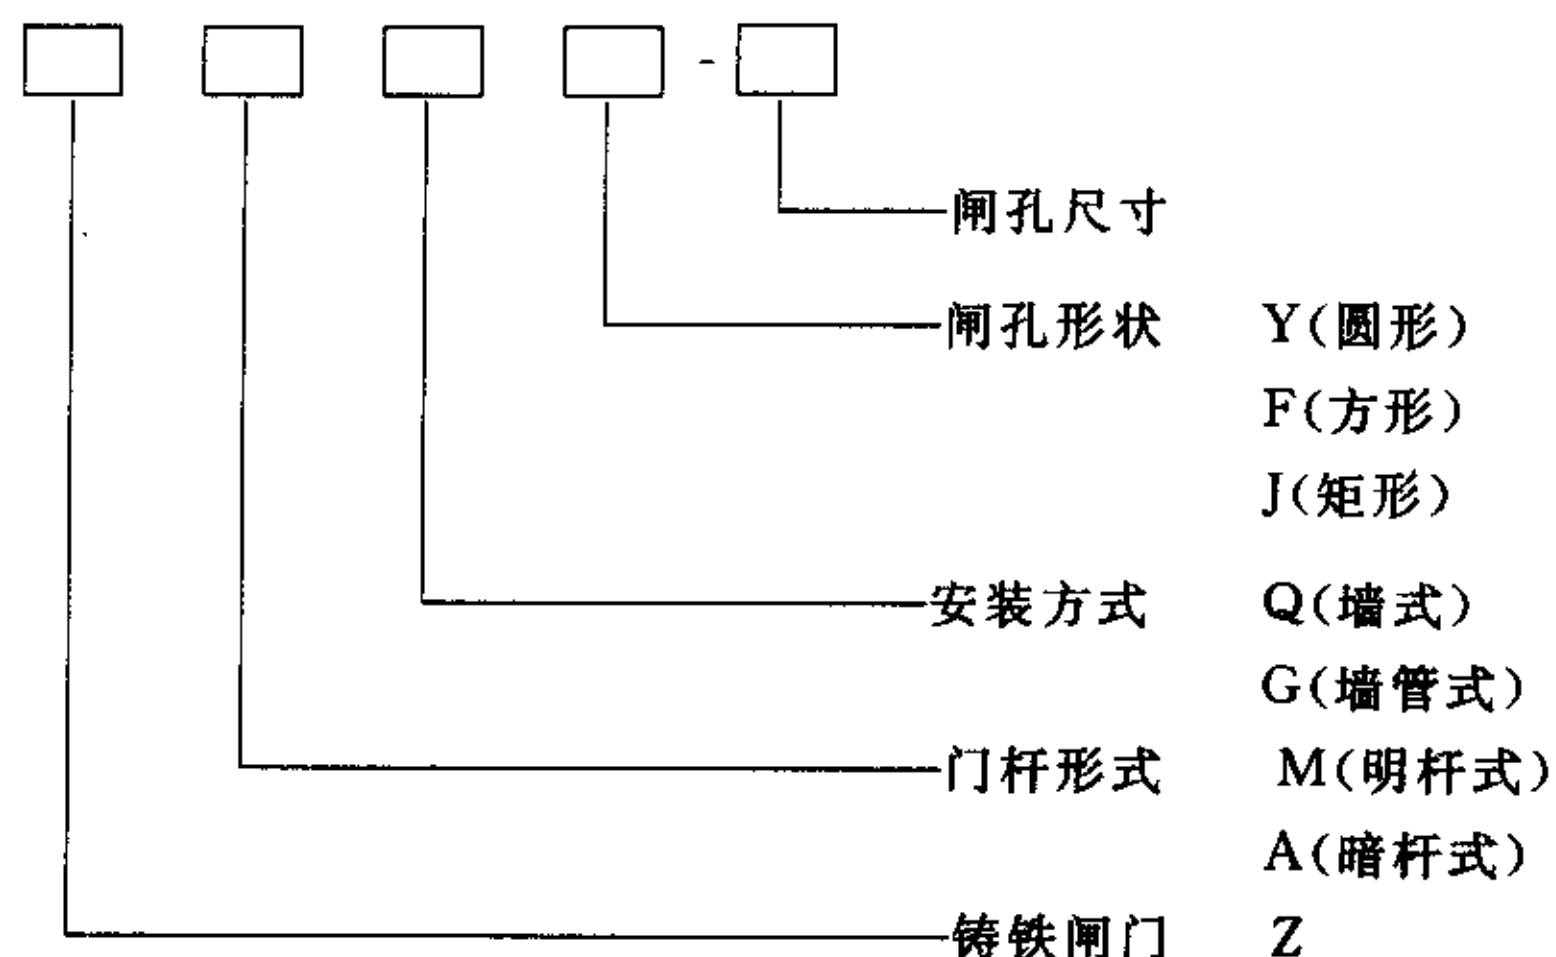 -
闸孔尺寸
闸孔形状 Y(圆形)
F(方形)
J(矩形)
安装方式 Q(墙式)
G(墙管式)
门杆形式 M(明杆式)
A(暗杆式)
铸铁闸门 Z